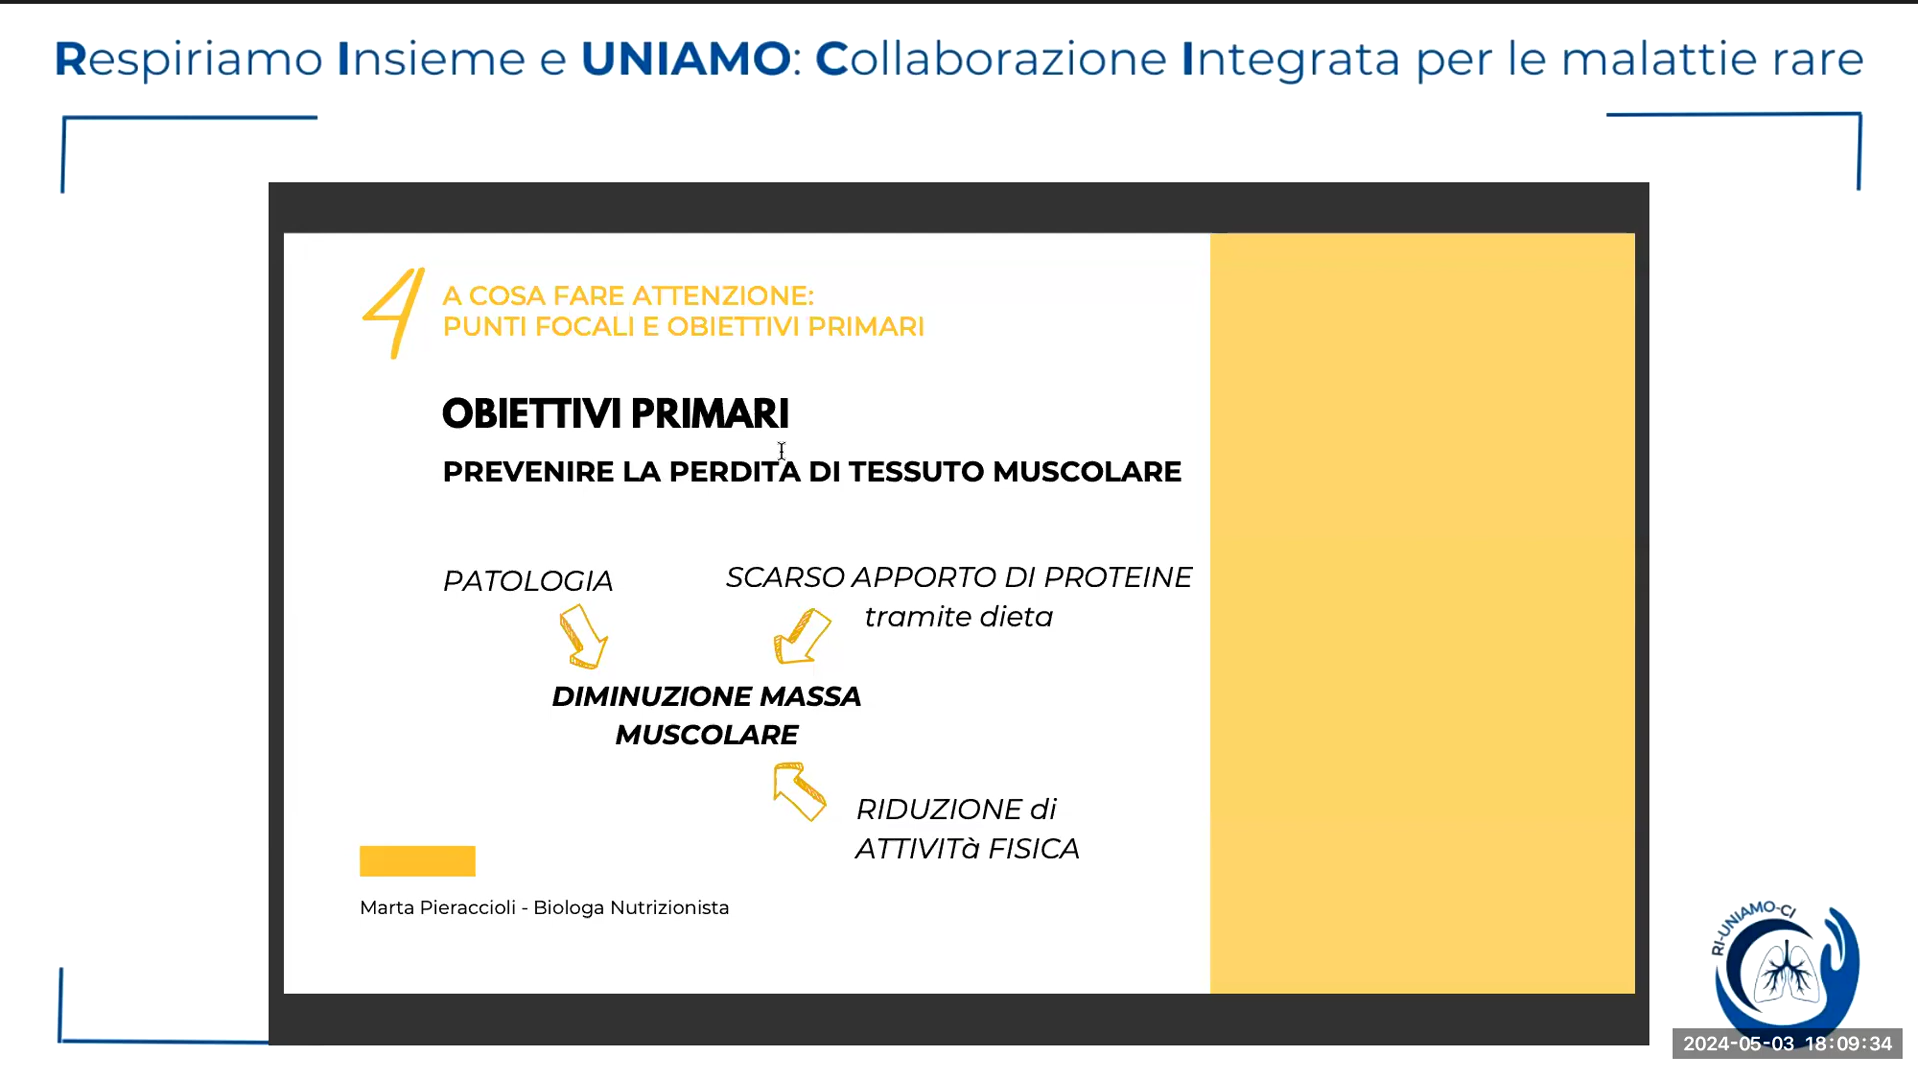 Respiriamo Insieme e UNIAMO: Collaborazione Integrata per le malattie rare
4
A COSA FARE ATTENZIONE:
PUNTI FOCALI E OBIETTIVI PRIMARI
OBIETTIVI PRIMARI
PREVENIRE LA PERDITA DI TESSUTO MUSCOLARE
PATOLOGIA
SCARSO APPORTO DI PROTEINE
tramite dieta
DIMINUZIONE MASSA
MUSCOLARE
RIDUZIONE di
ATTIVITà FISICA
Marta Pieraccioli - Biologa Nutrizionista
RI-UNIAMO-CI
2024-05-03 18:09:34